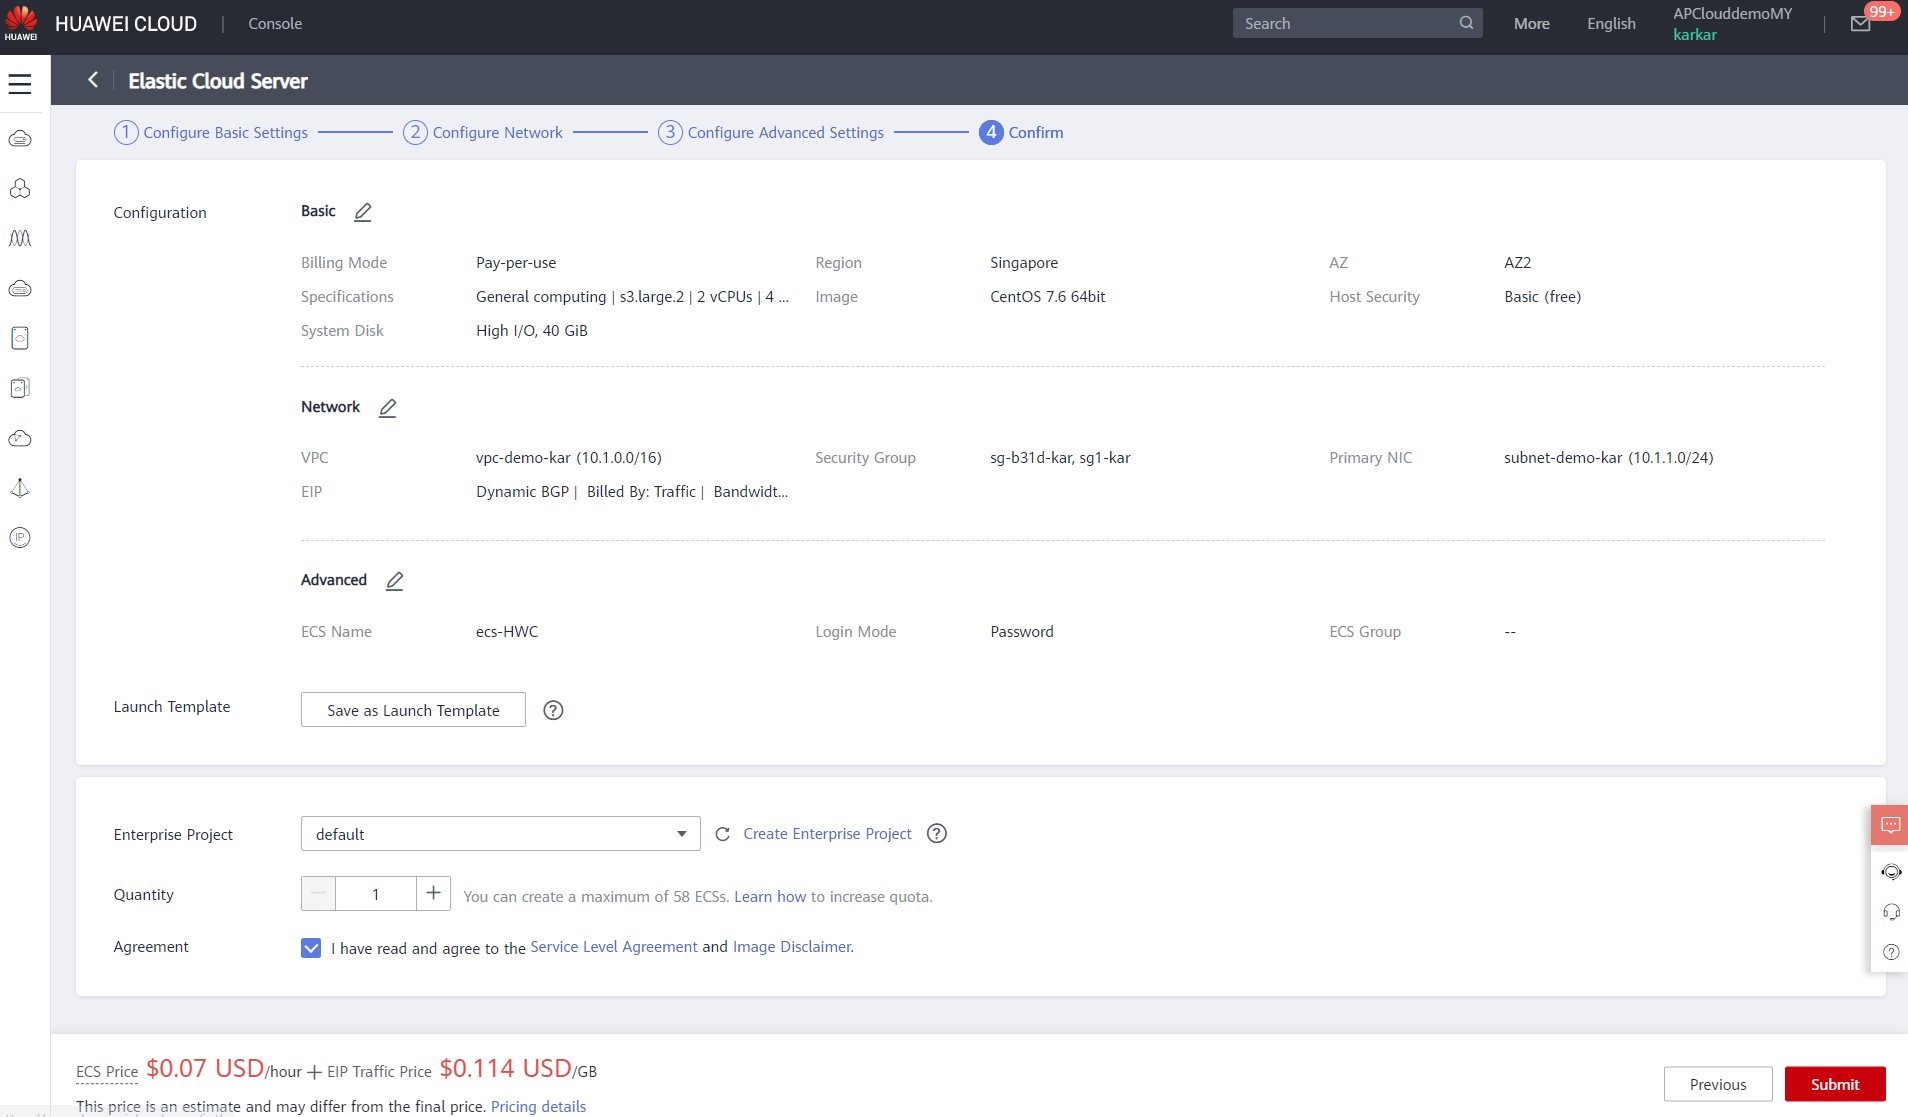 HUAWEI
HUAWEI CLOUD | Console
Search
More
English
APClouddemoMY
karkar
99+
Elastic Cloud Server
1 Configure Basic Settings
2 Configure Network
3 Configure Advanced Settings
4 Confirm
Configuration
Basic
Billing Mode Pay-per-use Region Singapore AZ AZ2
Specifications General computing | s3.large.2 | 2 vCPUs | 4 ... Image CentOS 7.6 64bit Host Security Basic (free)
System Disk High I/O, 40 GiB
Network
VPC vpc-demo-kar (10.1.0.0/16) Security Group sg-b31d-kar, sg1-kar Primary NIC subnet-demo-kar (10.1.1.0/24)
EIP Dynamic BGP | Billed By: Traffic | Bandwidt...
Advanced
ECS Name ecs-HWC Login Mode Password ECS Group --
Launch Template Save as Launch Template ?
Enterprise Project default Create Enterprise Project ?
Quantity − 1 + You can create a maximum of 58 ECSs. Learn how to increase quota.
Agreement I have read and agree to the Service Level Agreement and Image Disclaimer.
IP
?
ECS Price $0.07 USD/hour + EIP Traffic Price $0.114 USD/GB
This price is an estimate and may differ from the final price. Pricing details
Previous
Submit